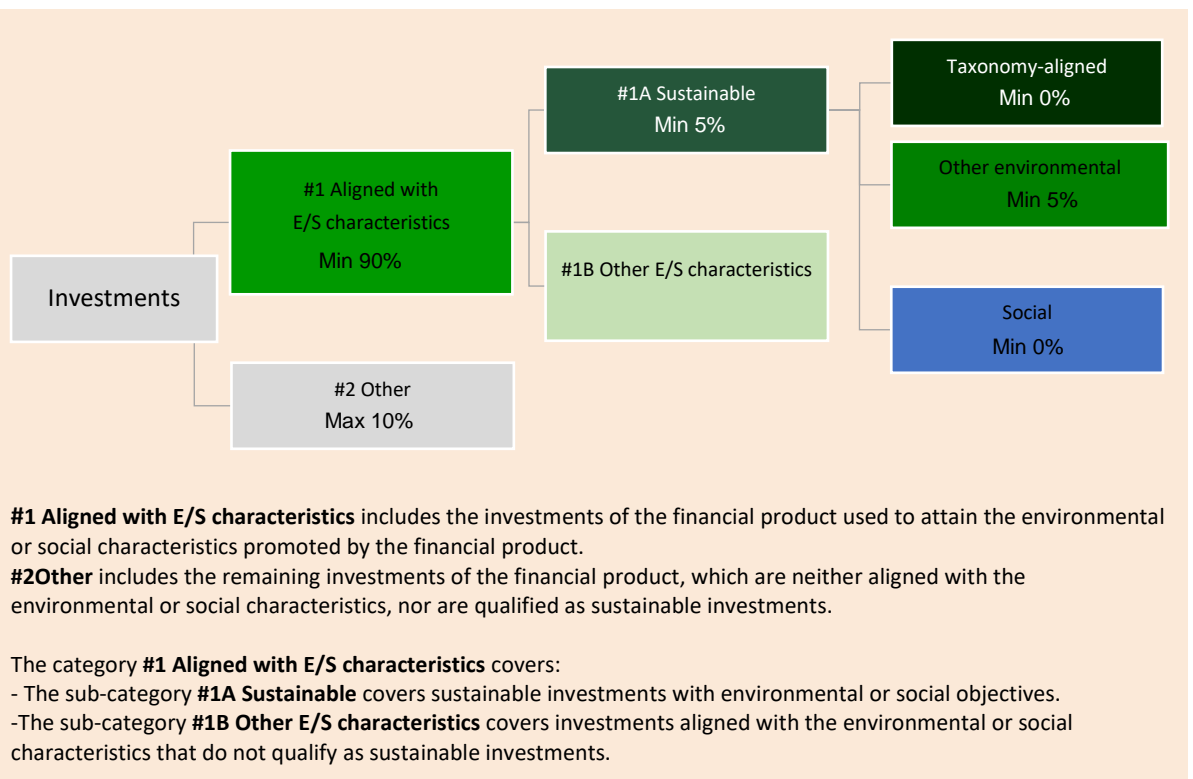 Investments
#1 Aligned with
E/S characteristics
Min 90%
#2 Other
Max 10%
#1A Sustainable
Min 5%
#1B Other E/S characteristics
Taxonomy-aligned
Min 0%
Other environmental
Min 5%
Social
Min 0%
#1 Aligned with E/S characteristics includes the investments of the financial product used to attain the environmental
or social characteristics promoted by the financial product.
#2Other includes the remaining investments of the financial product, which are neither aligned with the
environmental or social characteristics, nor are qualified as sustainable investments.
The category #1 Aligned with E/S characteristics covers:
- The sub-category #1A Sustainable covers sustainable investments with environmental or social objectives.
-The sub-category #1B Other E/S characteristics covers investments aligned with the environmental or social
characteristics that do not qualify as sustainable investments.